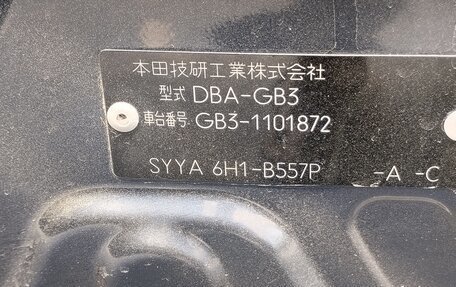 本田技研工業株式会社
型式 DBA-GB3
車台番号 GB3-1101872
SYYA 6H1-B557P -A -C